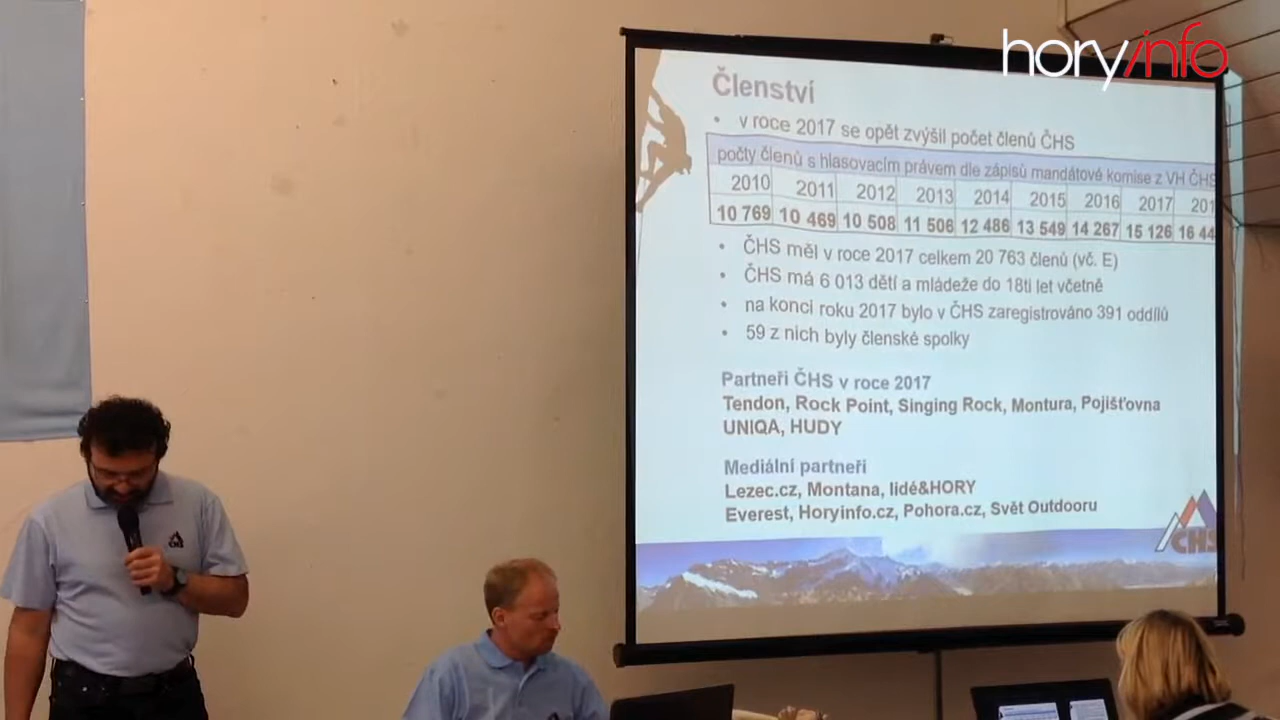 horyinfo
Členství
• v roce 2017 se opět zvýšil počet členů ČHS
počty členů s hlasovacím právem dle zápisů mandátové komise z VH ČHS
2010 2011 2012 2013 2014 2015 2016 2017 201
10 769 10 469 10 508 11 506 12 486 13 549 14 267 15 126 16 44
• ČHS měl v roce 2017 celkem 20 763 členů (vč. E)
• ČHS má 6 013 dětí a mládeže do 18ti let včetně
• na konci roku 2017 bylo v ČHS zaregistrováno 391 oddílů
• 59 z nich byly členské spolky
Partneři ČHS v roce 2017
Tendon, Rock Point, Singing Rock, Montura, Pojišťovna
UNIQA, HUDY
Mediální partneři
Lezec.cz, Montana, lidé&HORY
Everest, Horyinfo.cz, Pohora.cz, Svět Outdooru
ČHS
ČHS